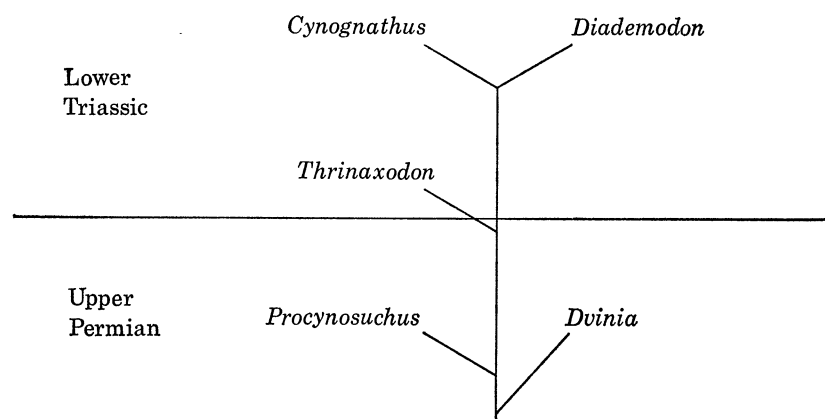 Cynognathus
Diademodon
Lower
Triassic
Thrinaxodon
Upper
Permian
Procynosuchus
Dvinia